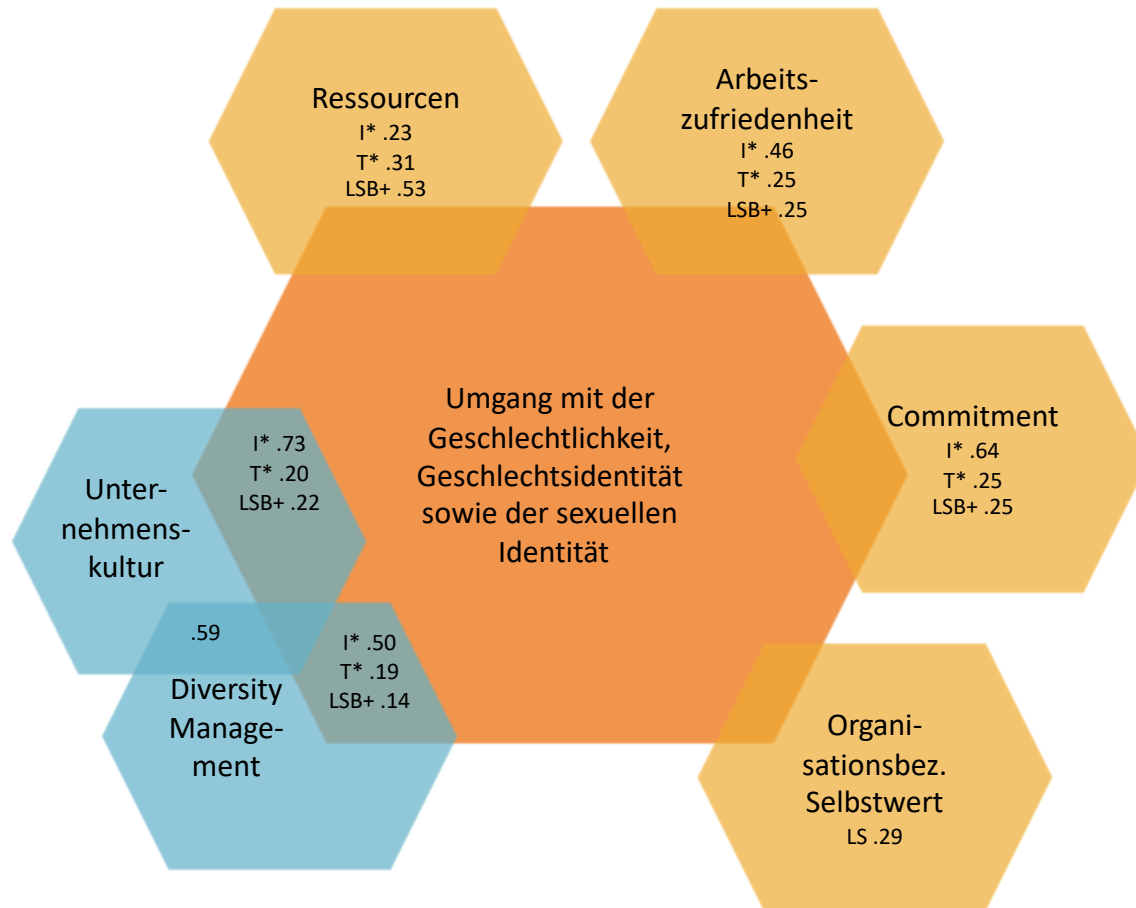 Ressourcen
I* .23
T* .31
LSB+ .53
Arbeits-
zufriedenheit
I* .46
T* .25
LSB+ .25
Umgang mit der
Geschlechtlichkeit,
Geschlechtsidentität
sowie der sexuellen
Identität
Commitment
I* .64
T* .25
LSB+ .25
Unter-
nehmens-
kultur
I* .73
T* .20
LSB+ .22
.59
I* .50
T* .19
LSB+ .14
Diversity
Manage-
ment
Organi-
sationsbez.
Selbstwert
LS .29